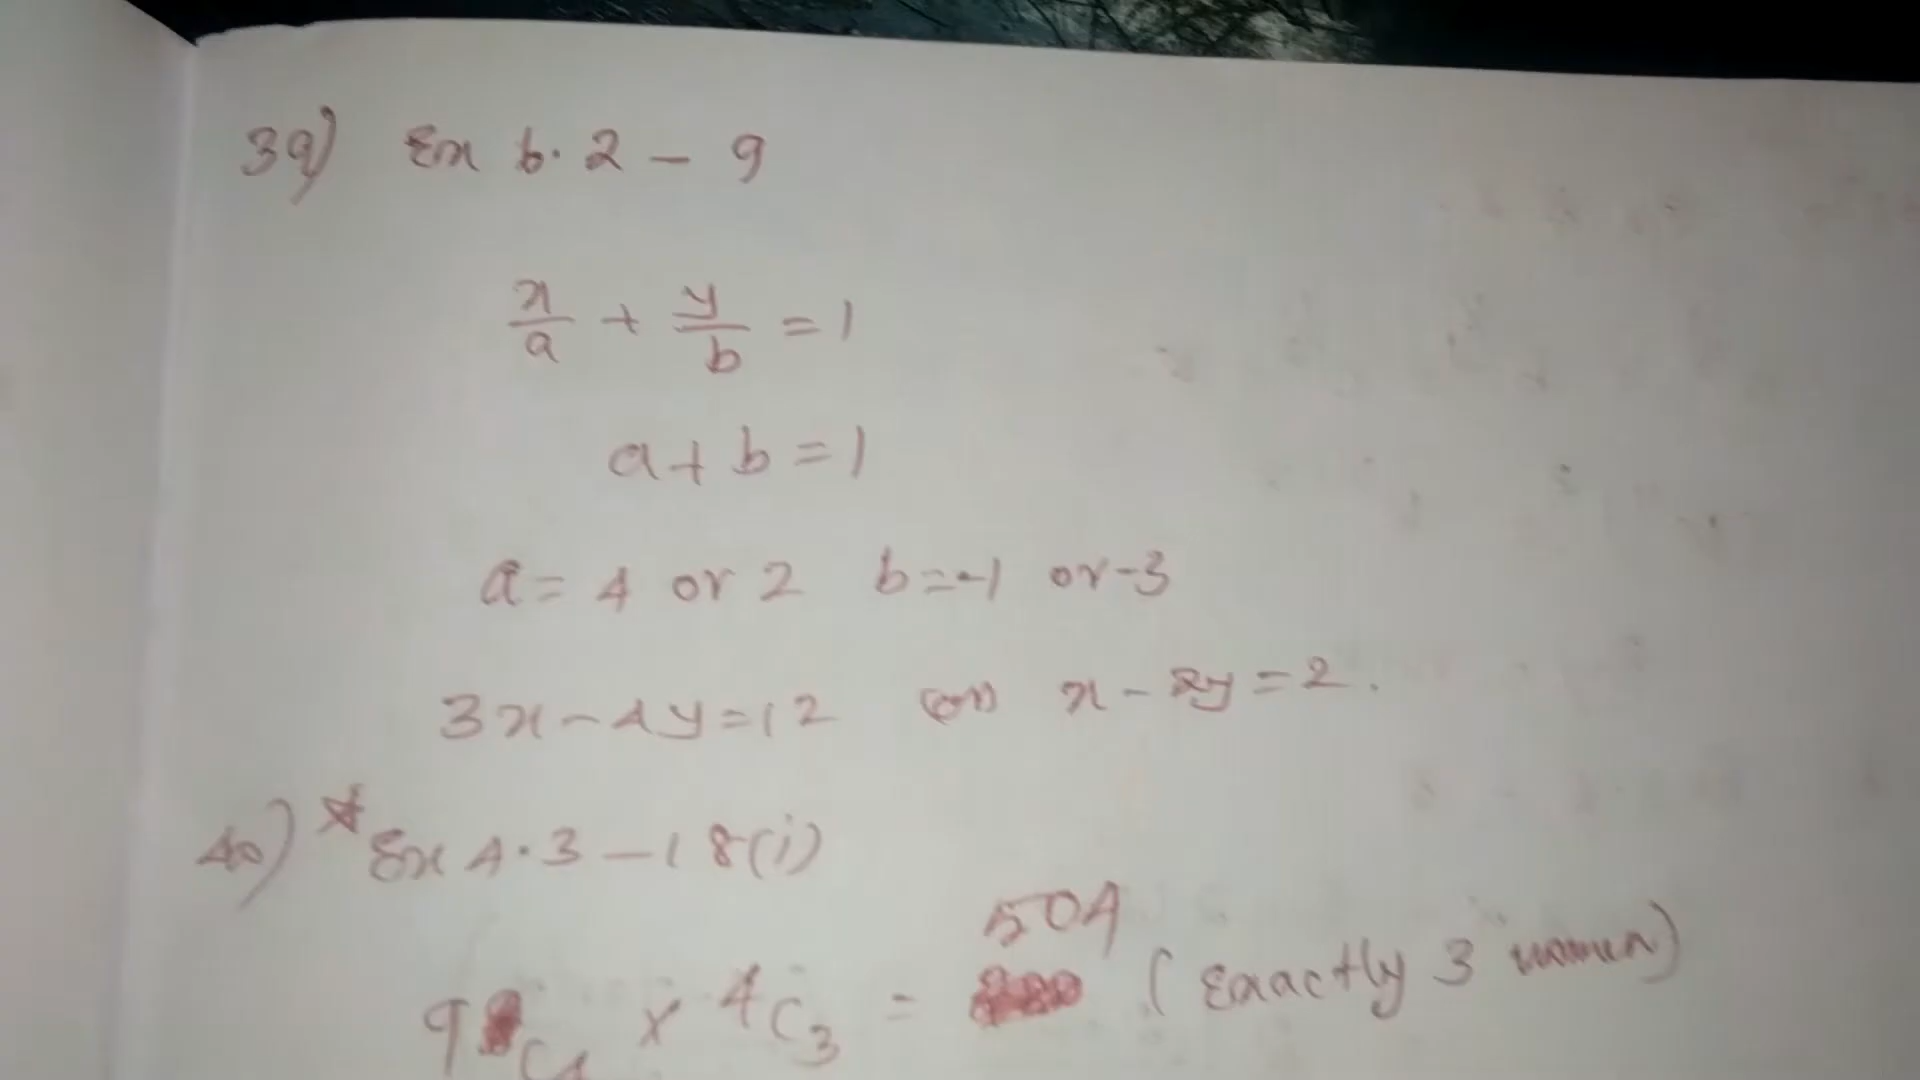 39) Ex 6.2 - 9
x/a + y/b = 1
a + b = 1
a = 4 or 2 b = -1 or -3
3x - 4y = 12 (or) x - 2y = 2.
40) * Ex 4.3 - 18(i)
504
9C4 x 4C3 = (Exactly 3 women)